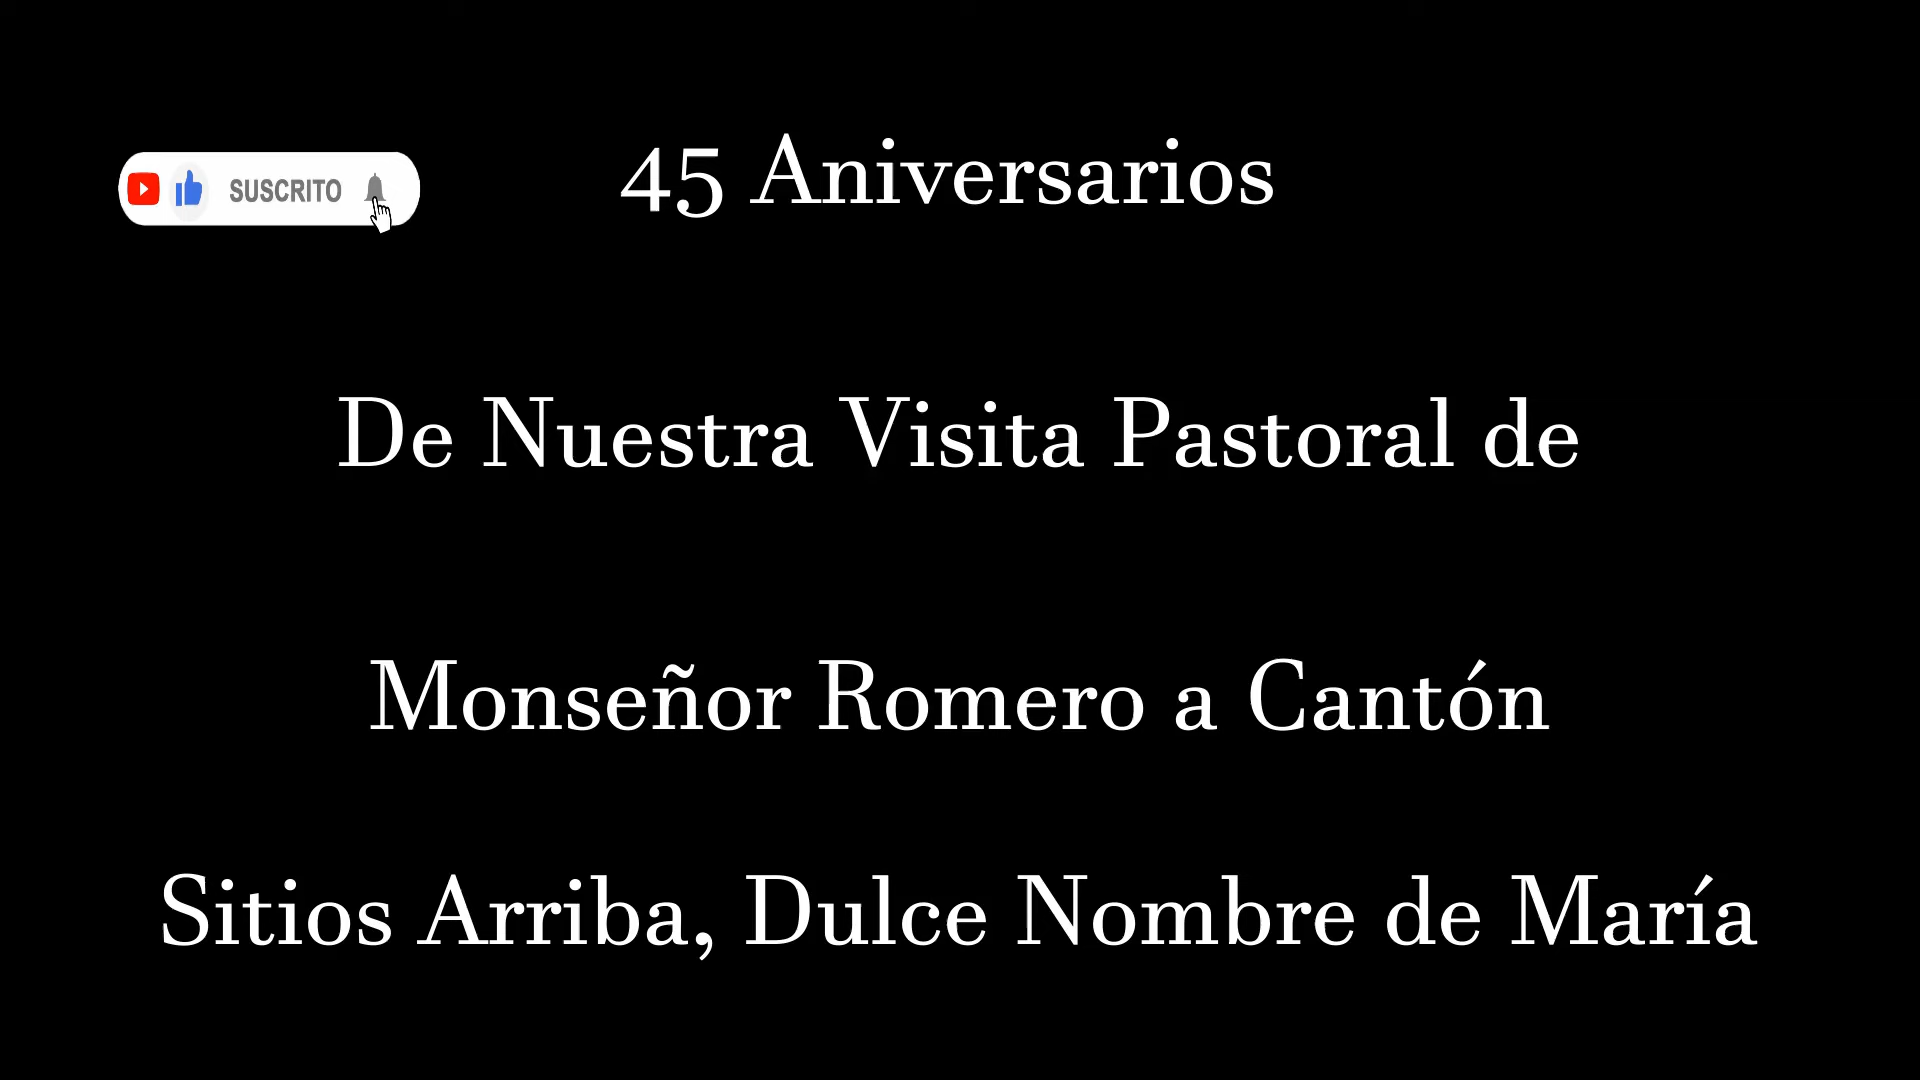 45 Aniversarios
SUSCRITO
De Nuestra Visita Pastoral de
Monseñor Romero a Cantón
Sitios Arriba, Dulce Nombre de María